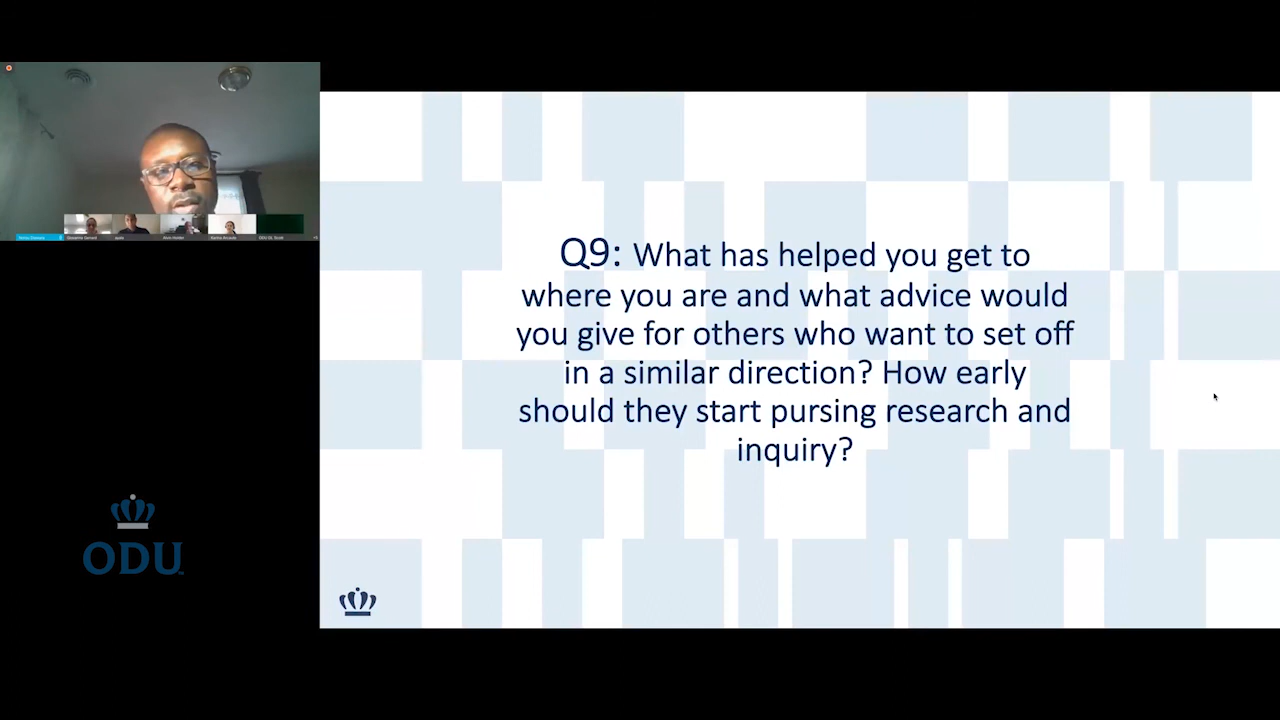 Q9: What has helped you get to
where you are and what advice would
you give for others who want to set off
in a similar direction? How early
should they start pursing research and
inquiry?
ODU